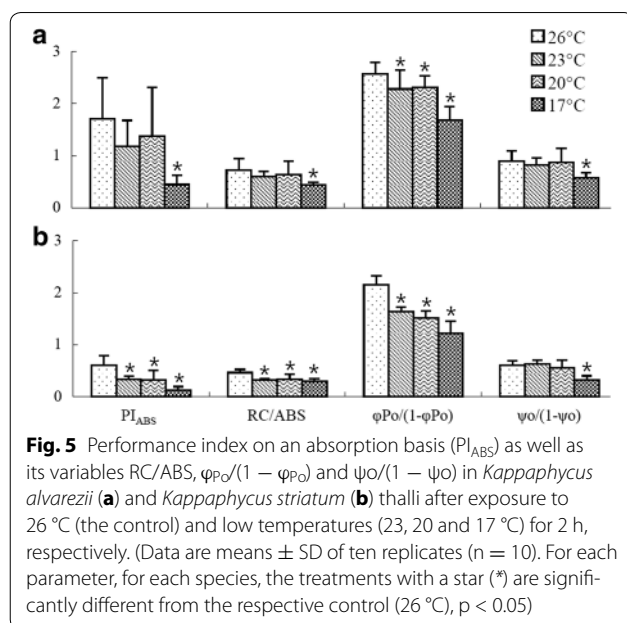 a
3
2
1
0
26°C
23°C
20°C
17°C
* * * * * *
b
3
2
1
0
* * * * * * * * * *
PI_ABS RC/ABS φPo/(1-φPo) ψo/(1-ψo)
Fig. 5 Performance index on an absorption basis (PI_ABS) as well as
its variables RC/ABS, φ_Po/(1 − φ_Po) and ψo/(1 − ψo) in Kappaphycus
alvarezii (a) and Kappaphycus striatum (b) thalli after exposure to
26 °C (the control) and low temperatures (23, 20 and 17 °C) for 2 h,
respectively. (Data are means ± SD of ten replicates (n = 10). For each
parameter, for each species, the treatments with a star (*) are signifi-
cantly different from the respective control (26 °C), p < 0.05)